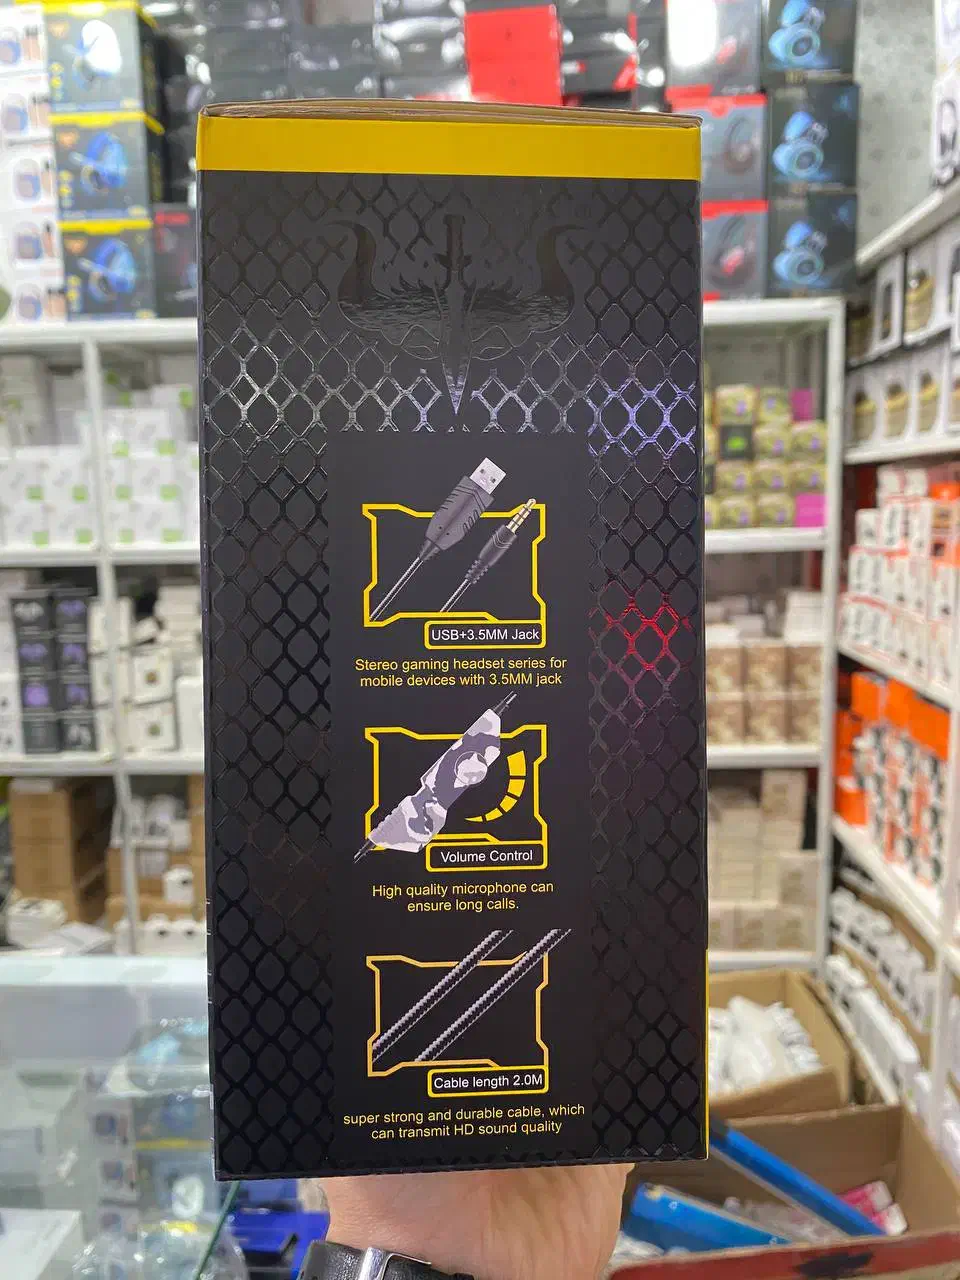 USB+3.5MM Jack
Stereo gaming headset series for
mobile devices with 3.5MM jack
Volume Control
High quality microphone can
ensure long calls.
Cable length 2.0M
super strong and durable cable, which
can transmit HD sound quality